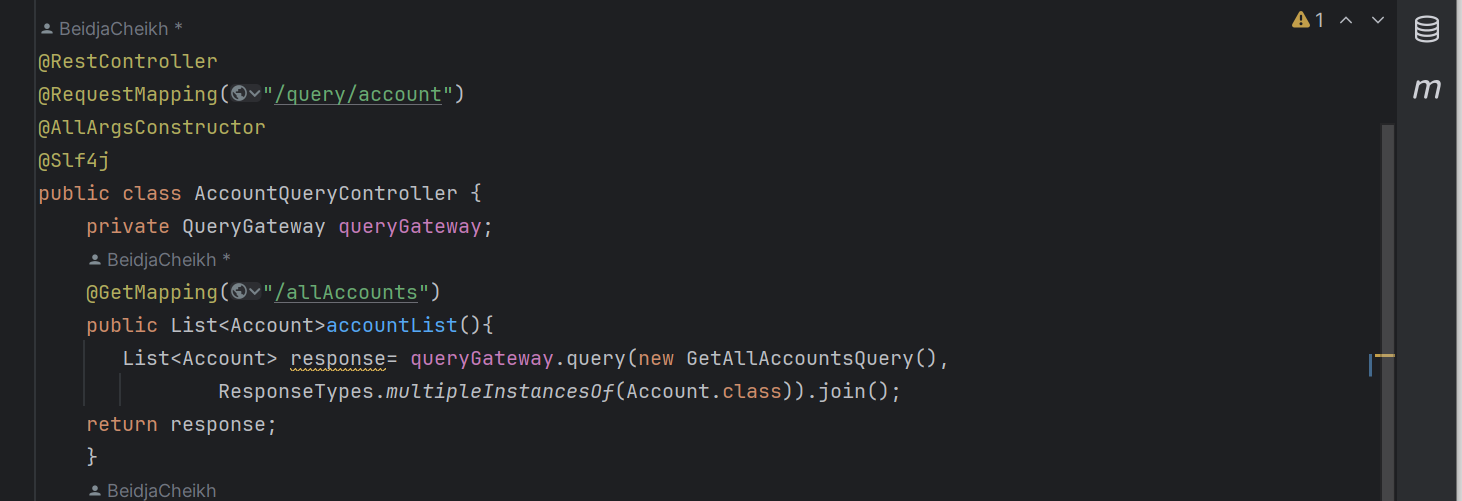 BeidjaCheikh *
1
@RestController
@RequestMapping("/query/account")
@AllArgsConstructor
@Slf4j
public class AccountQueryController {
private QueryGateway queryGateway;
BeidjaCheikh *
@GetMapping("/allAccounts")
public List<Account>accountList(){
List<Account> response= queryGateway.query(new GetAllAccountsQuery(),
ResponseTypes.multipleInstancesOf(Account.class)).join();
return response;
}
BeidjaCheikh
m